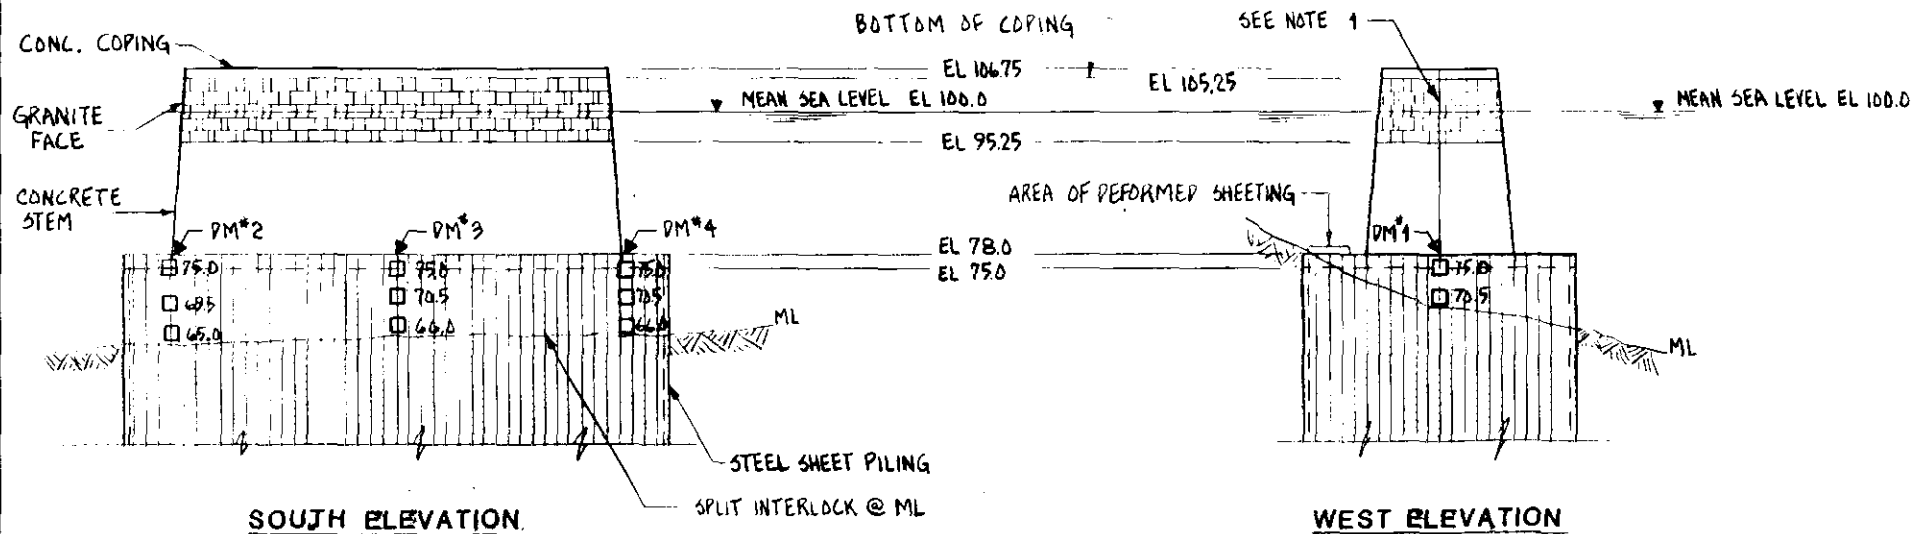 BOTTOM OF COPING
SEE NOTE 1
CONC. COPING
EL 106.75
EL 105.25
MEAN SEA LEVEL EL 100.0
MEAN SEA LEVEL EL 100.0
GRANITE
FACE
EL 95.25
CONCRETE
STEM
AREA OF DEFORMED SHEETING
DM#2
DM#3
DM#4
DM#1
EL 78.0
EL 75.0
75.0
75.0
75.0
75.0
70.5
70.5
70.5
65.0
66.0
66.0
ML
ML
STEEL SHEET PILING
SPLIT INTERLOCK @ ML
SOUTH ELEVATION
WEST ELEVATION